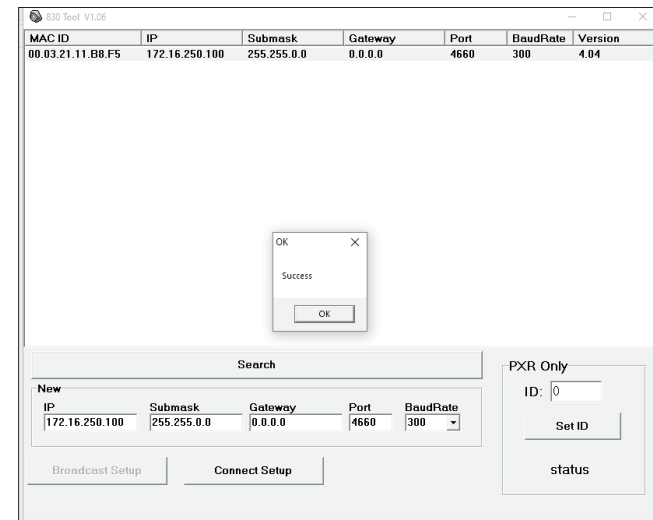 830 Tool V1.06
MAC ID IP Submask Gateway Port BaudRate Version
00.03.21.11.B8.F5 172.16.250.100 255.255.0.0 0.0.0.0 4660 300 4.04
OK
Success
OK
Search
New
IP Submask Gateway Port BaudRate
172.16.250.100 255.255.0.0 0.0.0.0 4660 300
Broadcast Setup Connect Setup
PXR Only
ID: 0
Set ID
status